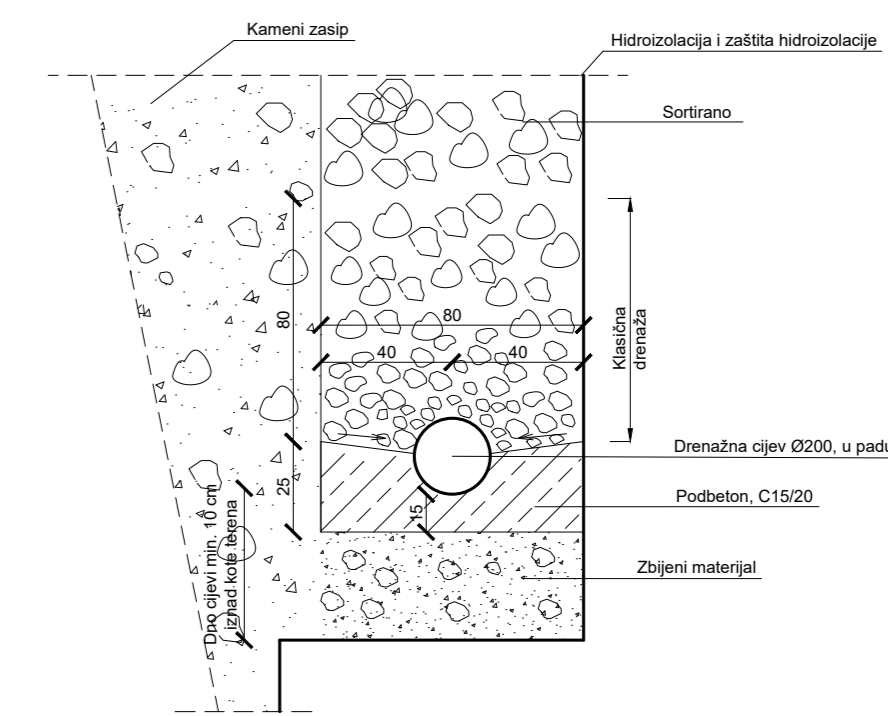 Kameni zasip
Hidroizolacija i zaštita hidroizolacije
Sortirano
80
80
40
40
Klasična
drenaža
Drenažna cijev Ø200, u padu
25
15
Podbeton, C15/20
Dno cijevi min. 10 cm
iznad kote terena
Zbijeni materijal